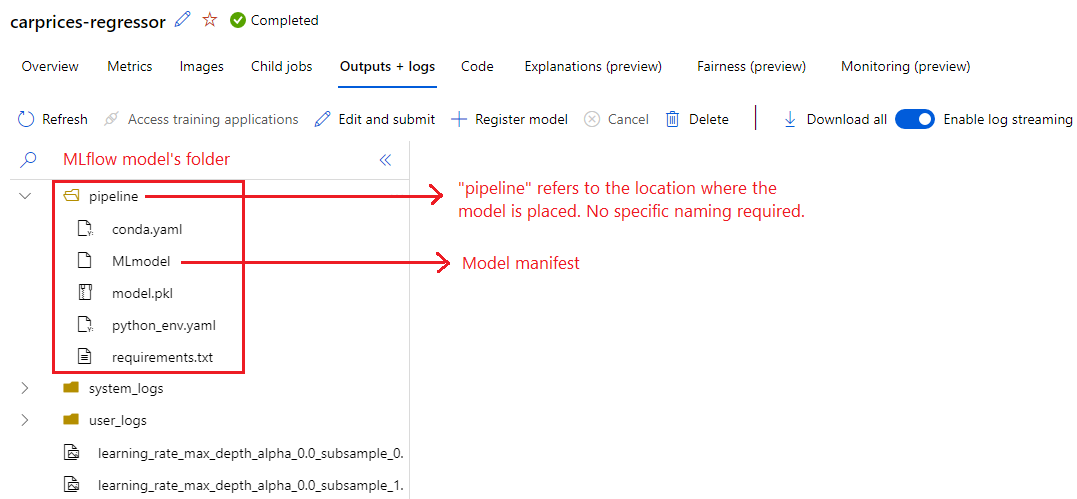 carprices-regressor Completed
Overview Metrics Images Child jobs Outputs + logs Code Explanations (preview) Fairness (preview) Monitoring (preview)
Refresh Access training applications Edit and submit Register model Cancel Delete Download all Enable log streaming
MLflow model's folder
pipeline
"pipeline" refers to the location where the
model is placed. No specific naming required.
conda.yaml
MLmodel
Model manifest
model.pkl
python_env.yaml
requirements.txt
system_logs
user_logs
learning_rate_max_depth_alpha_0.0_subsample_0.
learning_rate_max_depth_alpha_0.0_subsample_1.